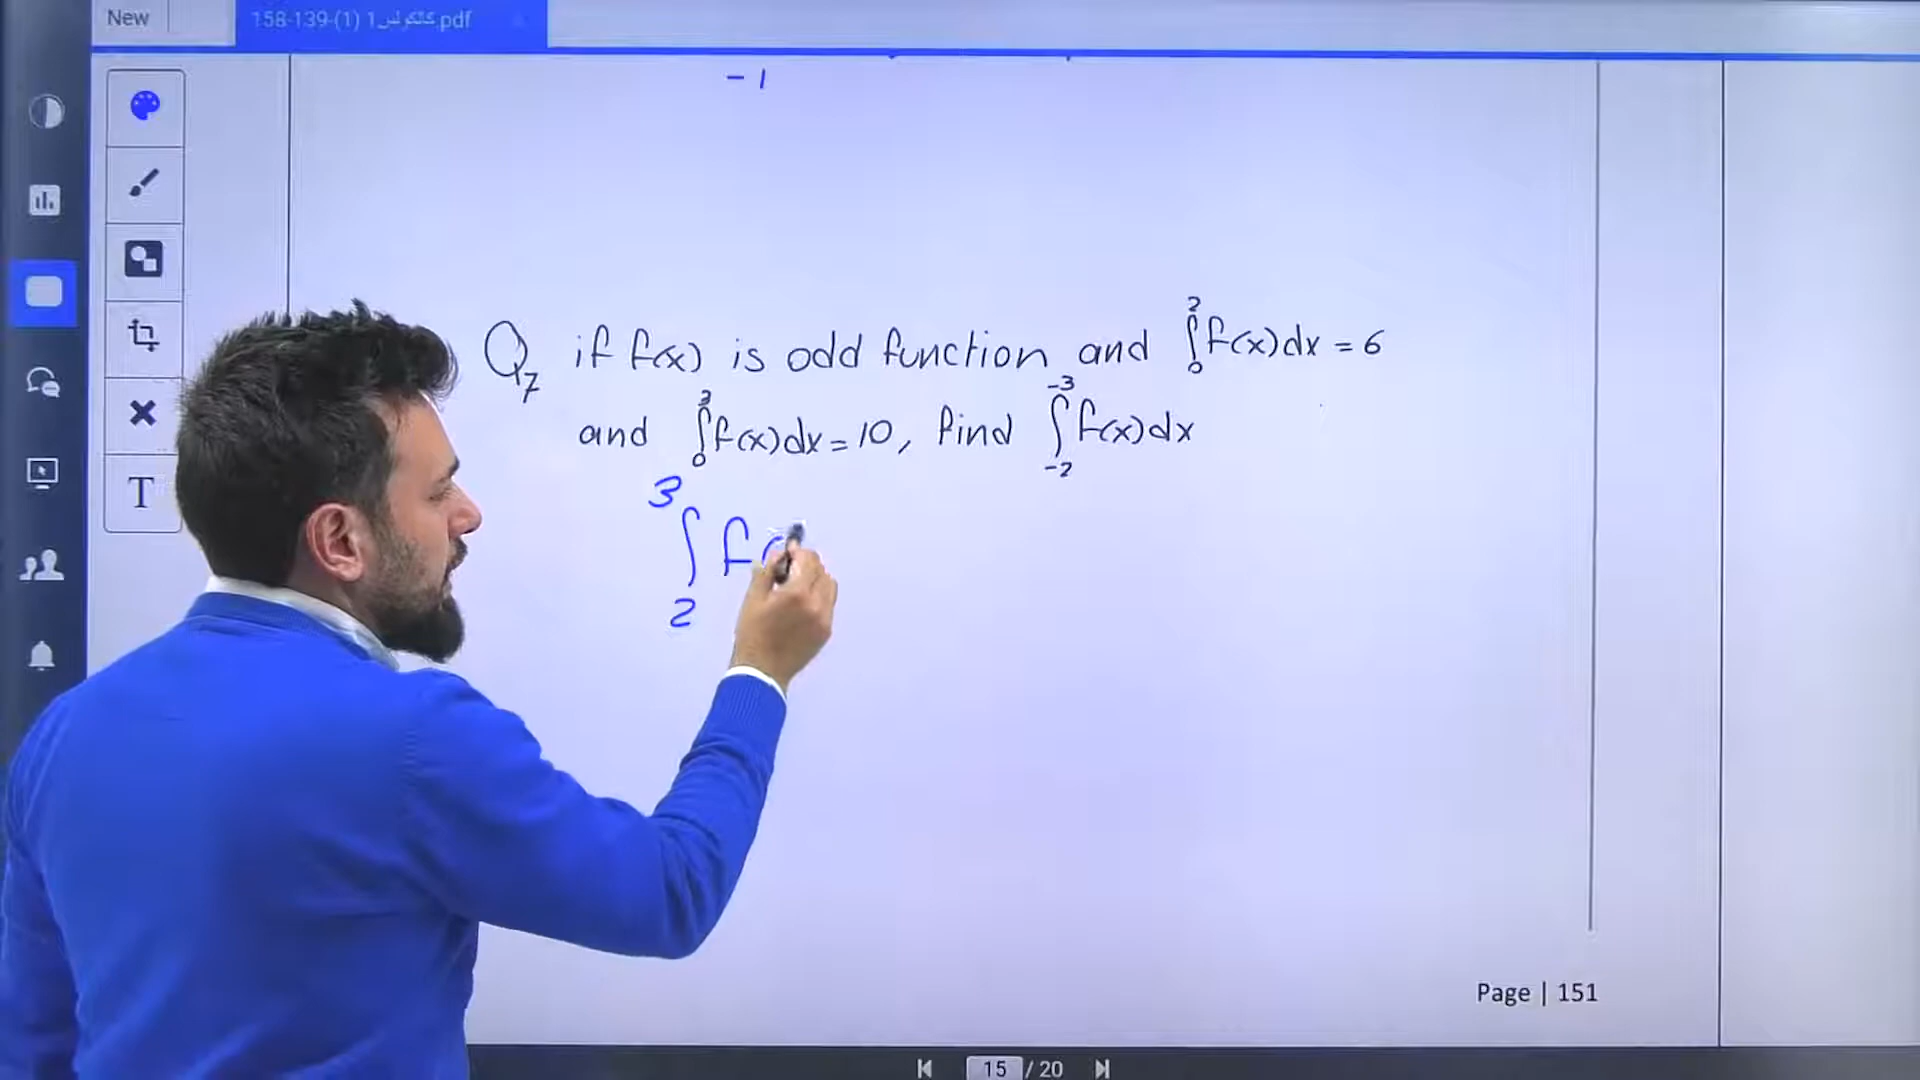 New
158-139-(1) كالكولس1.pdf
-1
Q7 if f(x) is odd function and ∫₀² f(x)dx = 6
and ∫₀³ f(x)dx = 10, find ∫₋₂⁻³ f(x)dx
∫₂³ f(
T
Page | 151
15 / 20